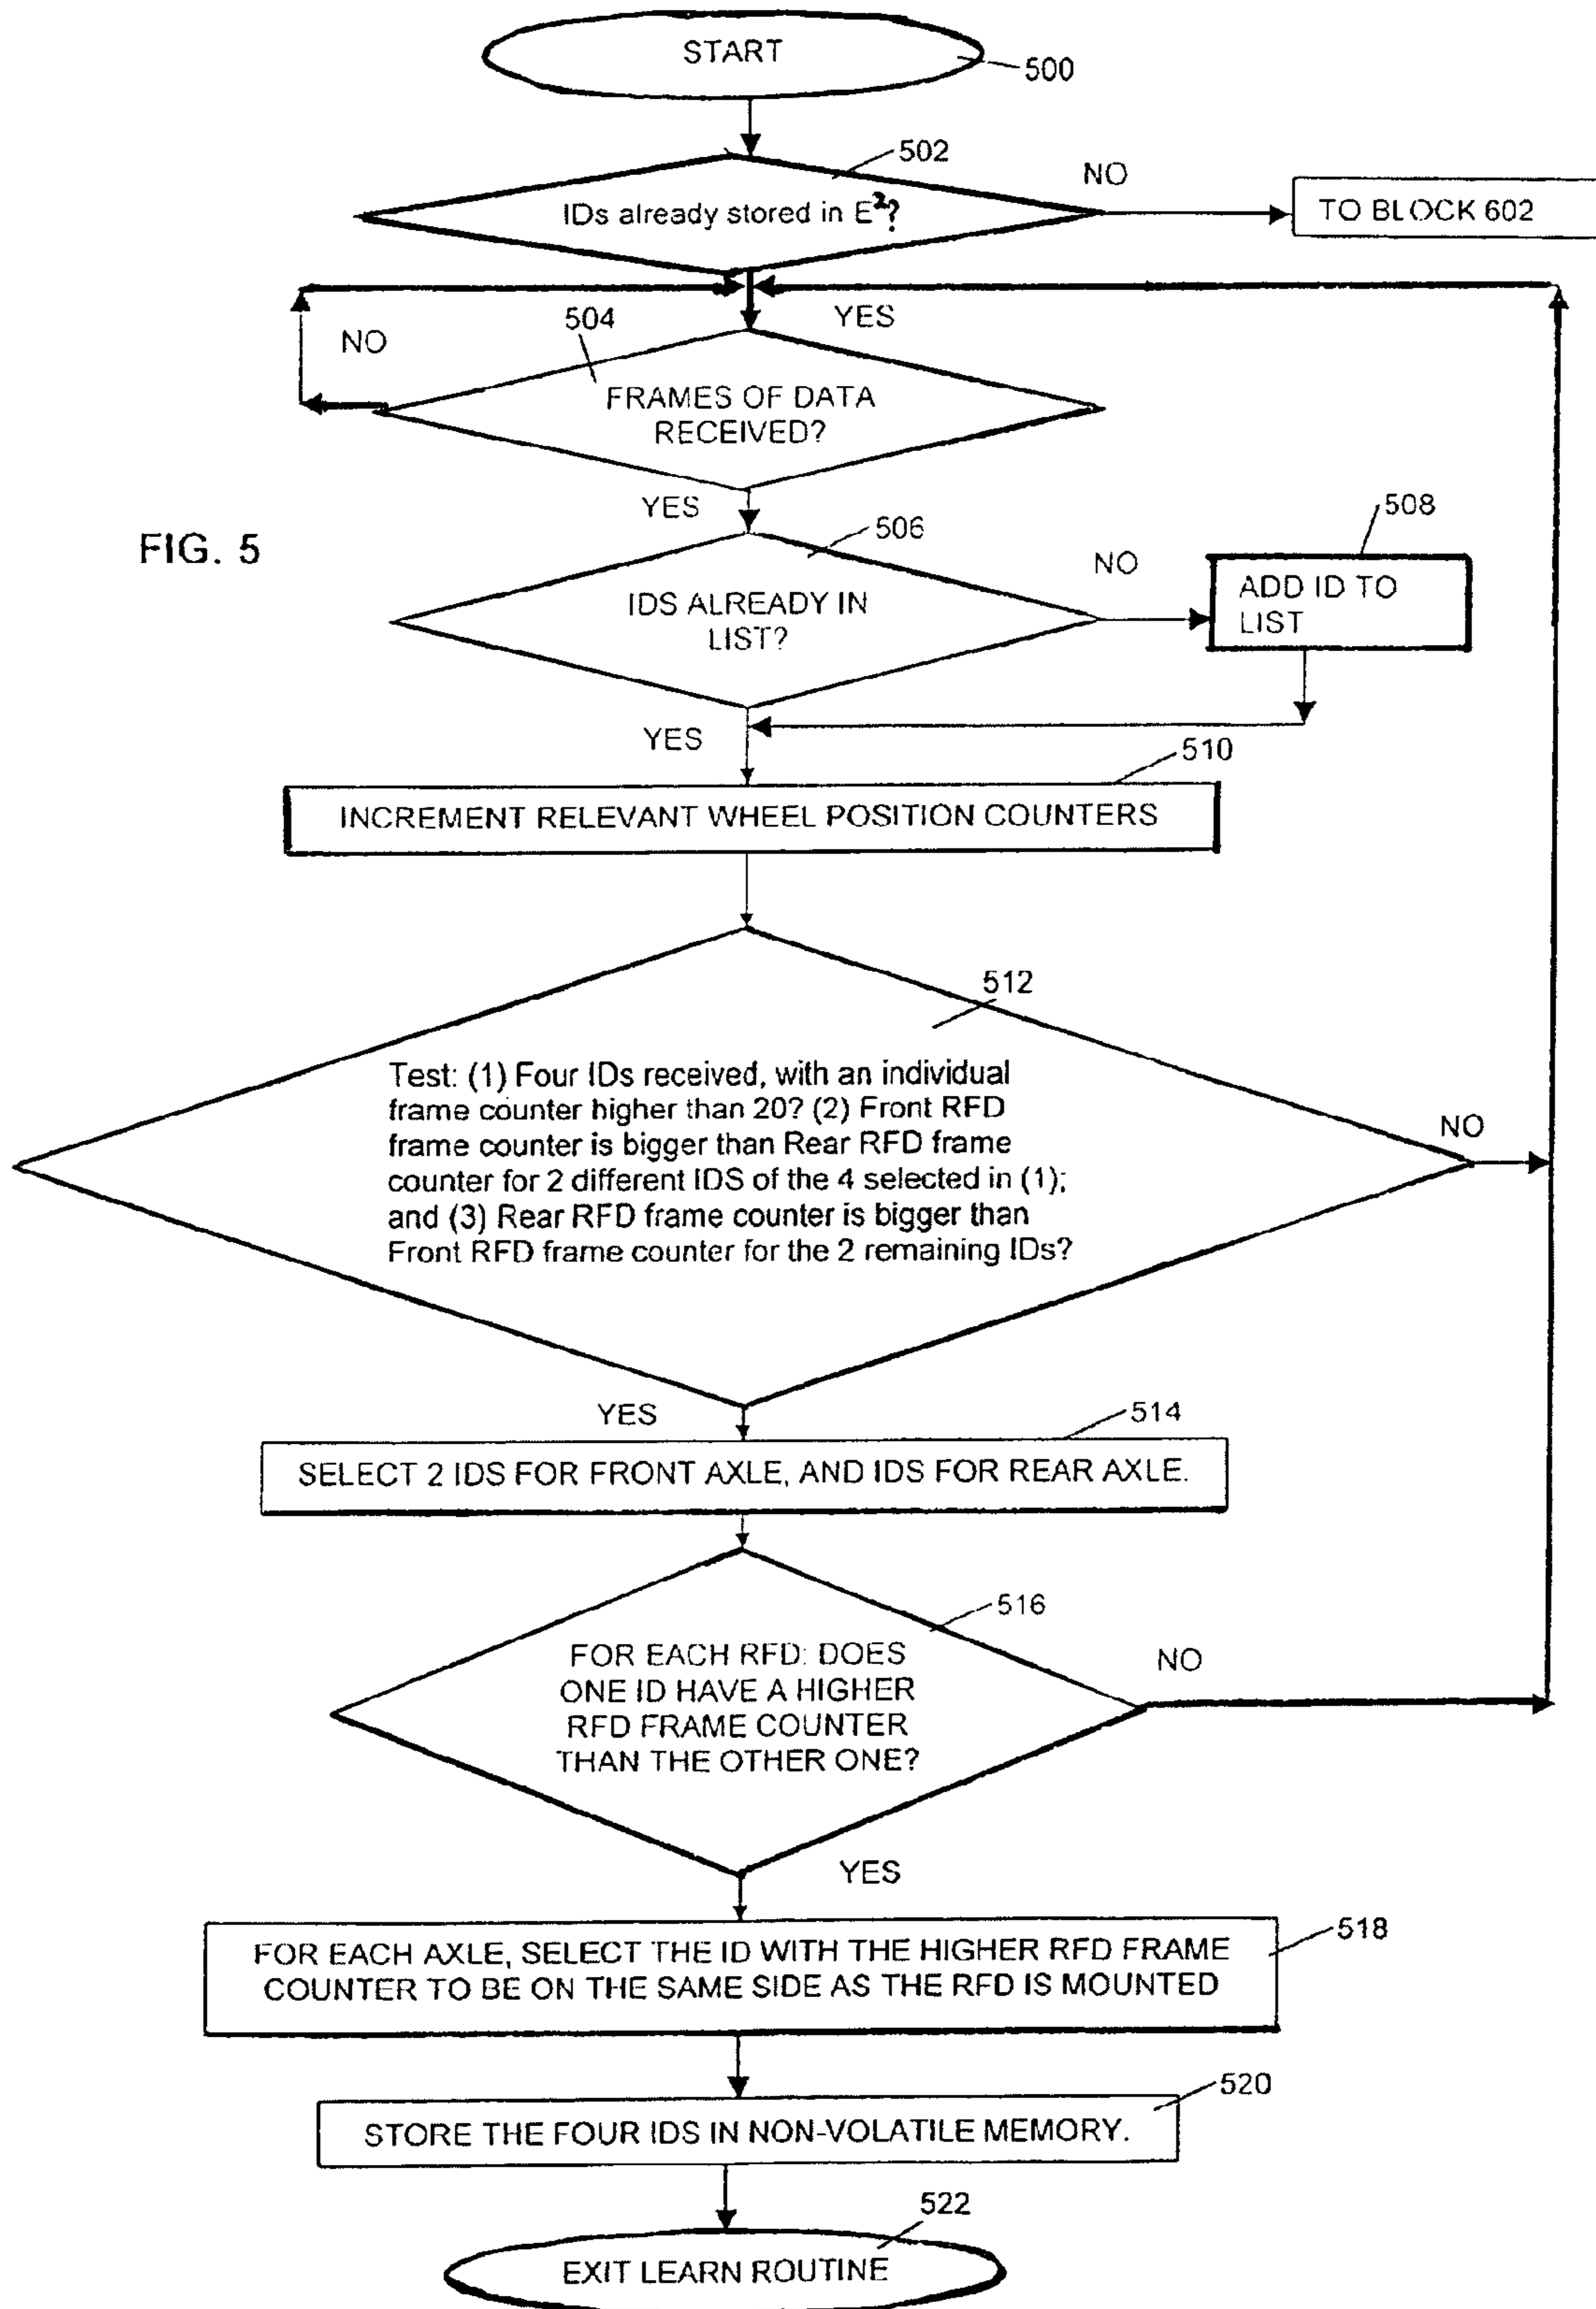 START
500
502
NO
IDs already stored in E²?
TO BLOCK 602
YES
504
NO
FRAMES OF DATA
RECEIVED?
YES
508
506
FIG. 5
NO
ADD ID TO
LIST
IDS ALREADY IN
LIST?
YES
510
INCREMENT RELEVANT WHEEL POSITION COUNTERS
512
Test: (1) Four IDs received, with an individual
frame counter higher than 20? (2) Front RFD
frame counter is bigger than Rear RFD frame
counter for 2 different IDS of the 4 selected in (1);
and (3) Rear RFD frame counter is bigger than
Front RFD frame counter for the 2 remaining IDs?
NO
YES
514
SELECT 2 IDS FOR FRONT AXLE, AND IDS FOR REAR AXLE.
516
FOR EACH RFD: DOES
ONE ID HAVE A HIGHER
RFD FRAME COUNTER
THAN THE OTHER ONE?
NO
YES
518
FOR EACH AXLE, SELECT THE ID WITH THE HIGHER RFD FRAME
COUNTER TO BE ON THE SAME SIDE AS THE RFD IS MOUNTED
520
STORE THE FOUR IDS IN NON-VOLATILE MEMORY.
522
EXIT LEARN ROUTINE